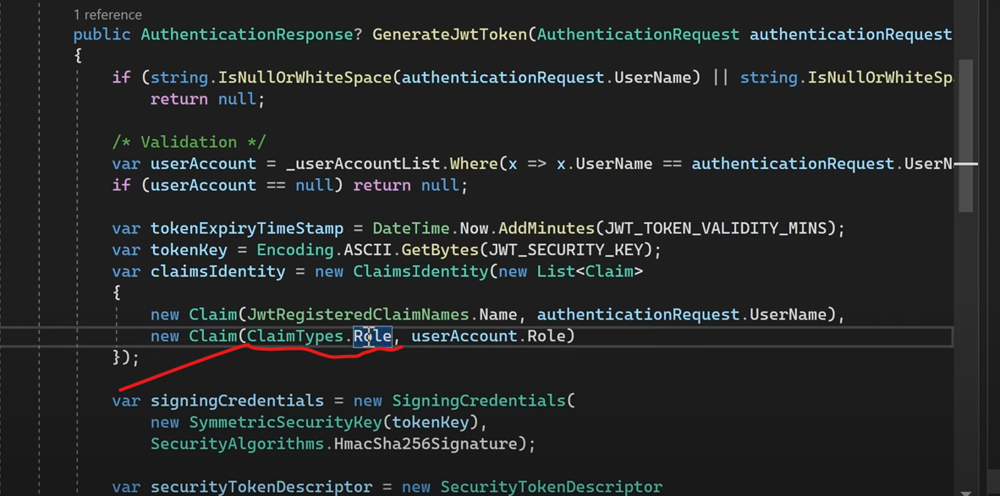 1 reference
public AuthenticationResponse? GenerateJwtToken(AuthenticationRequest authenticationRequest
{
if (string.IsNullOrWhiteSpace(authenticationRequest.UserName) || string.IsNullOrWhiteSp
return null;
/* Validation */
var userAccount = _userAccountList.Where(x => x.UserName == authenticationRequest.UserN
if (userAccount == null) return null;
var tokenExpiryTimeStamp = DateTime.Now.AddMinutes(JWT_TOKEN_VALIDITY_MINS);
var tokenKey = Encoding.ASCII.GetBytes(JWT_SECURITY_KEY);
var claimsIdentity = new ClaimsIdentity(new List<Claim>
{
new Claim(JwtRegisteredClaimNames.Name, authenticationRequest.UserName),
new Claim(ClaimTypes.Role, userAccount.Role)
});
var signingCredentials = new SigningCredentials(
new SymmetricSecurityKey(tokenKey),
SecurityAlgorithms.HmacSha256Signature);
var securityTokenDescriptor = new SecurityTokenDescriptor